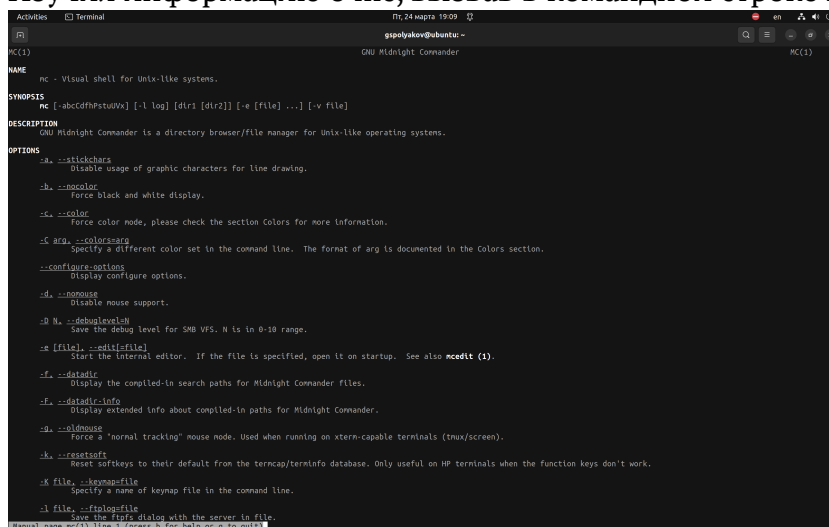 Изучил информацию о mc, вызвав в командной строке
Activities Terminal Пт, 24 марта 19:09 en
gspolyakov@ubuntu: ~
MC(1) GNU Midnight Commander MC(1)
NAME
mc - Visual shell for Unix-like systems.
SYNOPSIS
mc [-abcCdfhPstuUVx] [-l log] [dir1 [dir2]] [-e [file] ...] [-v file]
DESCRIPTION
GNU Midnight Commander is a directory browser/file manager for Unix-like operating systems.
OPTIONS
-a, --stickchars
Disable usage of graphic characters for line drawing.
-b, --nocolor
Force black and white display.
-c, --color
Force color mode, please check the section Colors for more information.
-C arg, --colors=arg
Specify a different color set in the command line.  The format of arg is documented in the Colors section.
--configure-options
Display configure options.
-d, --nomouse
Disable mouse support.
-D N, --debuglevel=N
Save the debug level for SMB VFS. N is in 0-10 range.
-e [file], --edit[=file]
Start the internal editor.  If the file is specified, open it on startup.  See also mcedit (1).
-f, --datadir
Display the compiled-in search paths for Midnight Commander files.
-F, --datadir-info
Display extended info about compiled-in paths for Midnight Commander.
-g, --oldmouse
Force a "normal tracking" mouse mode. Used when running on xterm-capable terminals (tmux/screen).
-k, --resetsoft
Reset softkeys to their default from the termcap/terminfo database. Only useful on HP terminals when the function keys don't work.
-K file, --keymap=file
Specify a name of keymap file in the command line.
-l file, --ftplog=file
Save the ftpfs dialog with the server in file.
Manual page mc(1) line 1 (press h for help or q to quit)